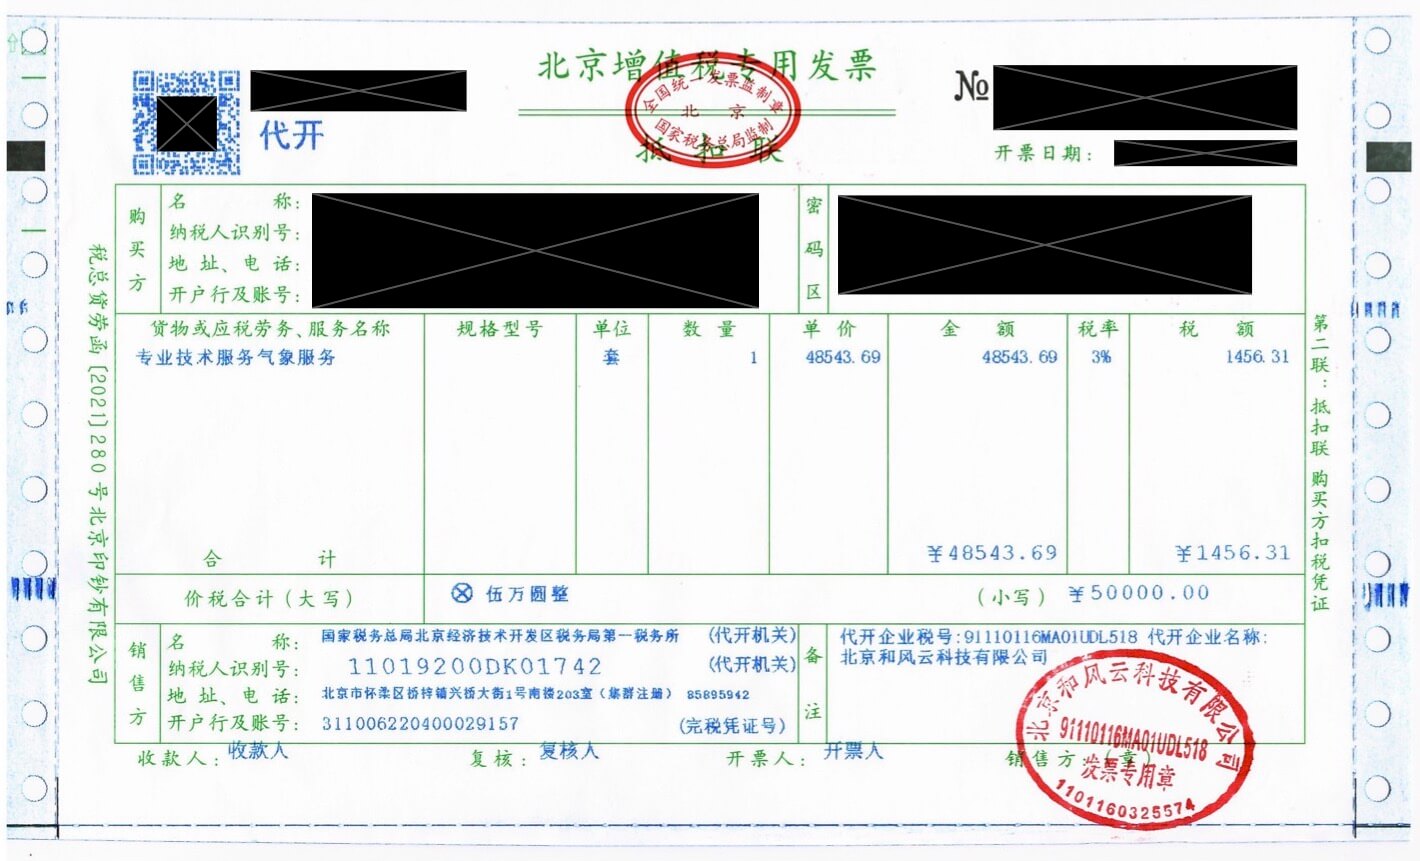 北京增值税专用发票
全国统一发票监制章
北京
国家税务总局监制
抵扣联
代开
№
开票日期:
购买方
名 称:
纳税人识别号:
地 址、电 话:
开户行及账号:
密码区
货物或应税劳务、服务名称 规格型号 单位 数 量 单 价 金 额 税率 税 额
专业技术服务气象服务 套 1 48543.69 48543.69 3% 1456.31
合 计 ¥48543.69 ¥1456.31
价税合计(大写) ⊗ 伍万圆整 (小写) ¥50000.00
销售方
名 称: 国家税务总局北京经济技术开发区税务局第一税务所 (代开机关)
纳税人识别号: 11019200DK01742 (代开机关)
地 址、电 话: 北京市怀柔区桥梓镇兴桥大街1号南楼203室(集群注册) 85895942
开户行及账号: 311006220400029157 (完税凭证号)
备注
代开企业税号:91110116MA01UDL518 代开企业名称:
北京和风云科技有限公司
收款人: 收款人 复核: 复核人 开票人: 开票人 销售方(章)
北京和风云科技有限公司
91110116MA01UDL518
发票专用章
1101160325574
税总货劳函[2021]280号北京印钞有限公司
第二联:抵扣联 购买方扣税凭证